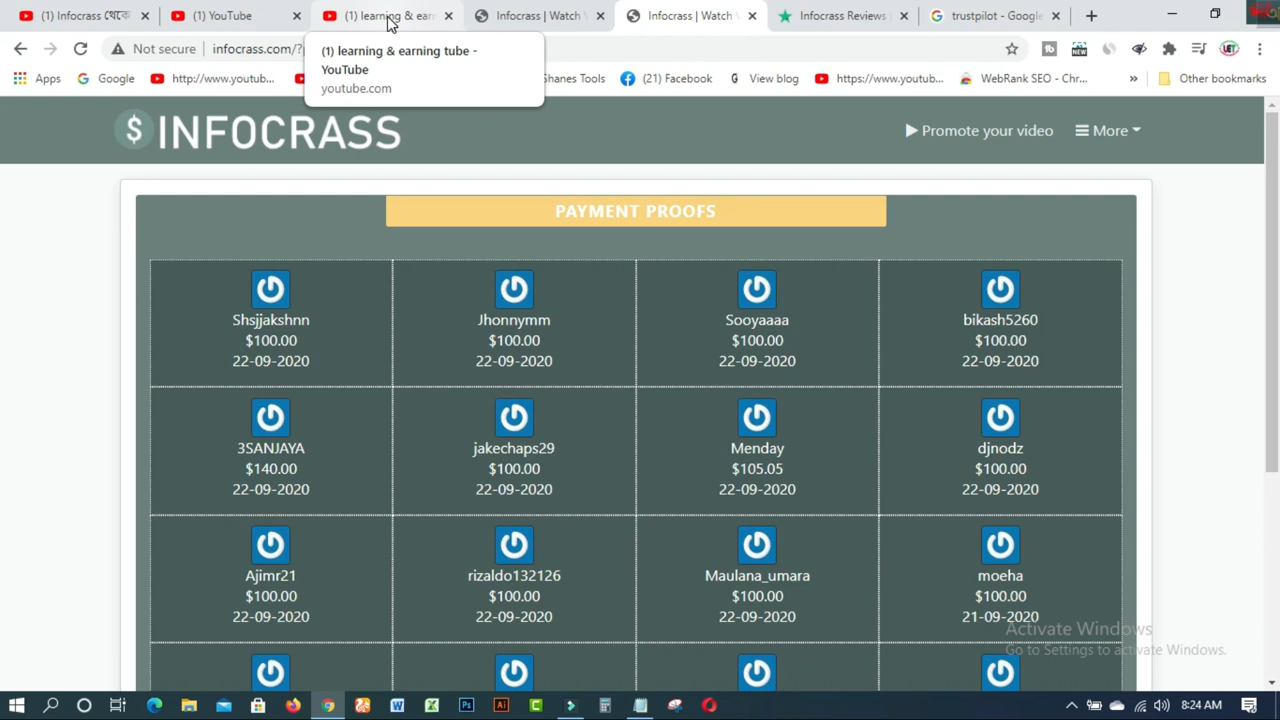 (1) Infocrass থেকে
(1) YouTube
(1) learning & earn
Infocrass | Watch
Infocrass | Watch
Infocrass Reviews |
trustpilot - Google
Not secure
infocrass.com/?
(1) learning & earning tube -
YouTube
youtube.com
Apps
Google
http://www.youtub...
Shanes Tools
(21) Facebook
View blog
https://www.youtub...
WebRank SEO - Chr...
Other bookmarks
$ INFOCRASS
Promote your video
More
PAYMENT PROOFS
Shsjjakshnn
$100.00
22-09-2020
Jhonnymm
$100.00
22-09-2020
Sooyaaaa
$100.00
22-09-2020
bikash5260
$100.00
22-09-2020
3SANJAYA
$140.00
22-09-2020
jakechaps29
$100.00
22-09-2020
Menday
$105.05
22-09-2020
djnodz
$100.00
22-09-2020
Ajimr21
$100.00
22-09-2020
rizaldo132126
$100.00
22-09-2020
Maulana_umara
$100.00
22-09-2020
moeha
$100.00
21-09-2020
Activate Windows
Go to Settings to activate Windows.
8:24 AM